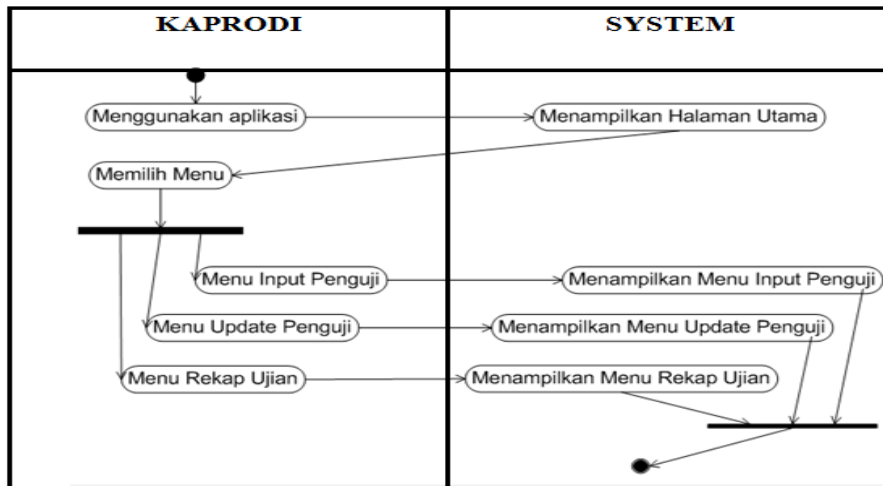 KAPRODI SYSTEM
Menggunakan aplikasi Menampilkan Halaman Utama
Memilih Menu
Menu Input Penguji Menampilkan Menu Input Penguji
Menu Update Penguji Menampilkan Menu Update Penguji
Menu Rekap Ujian Menampilkan Menu Rekap Ujian